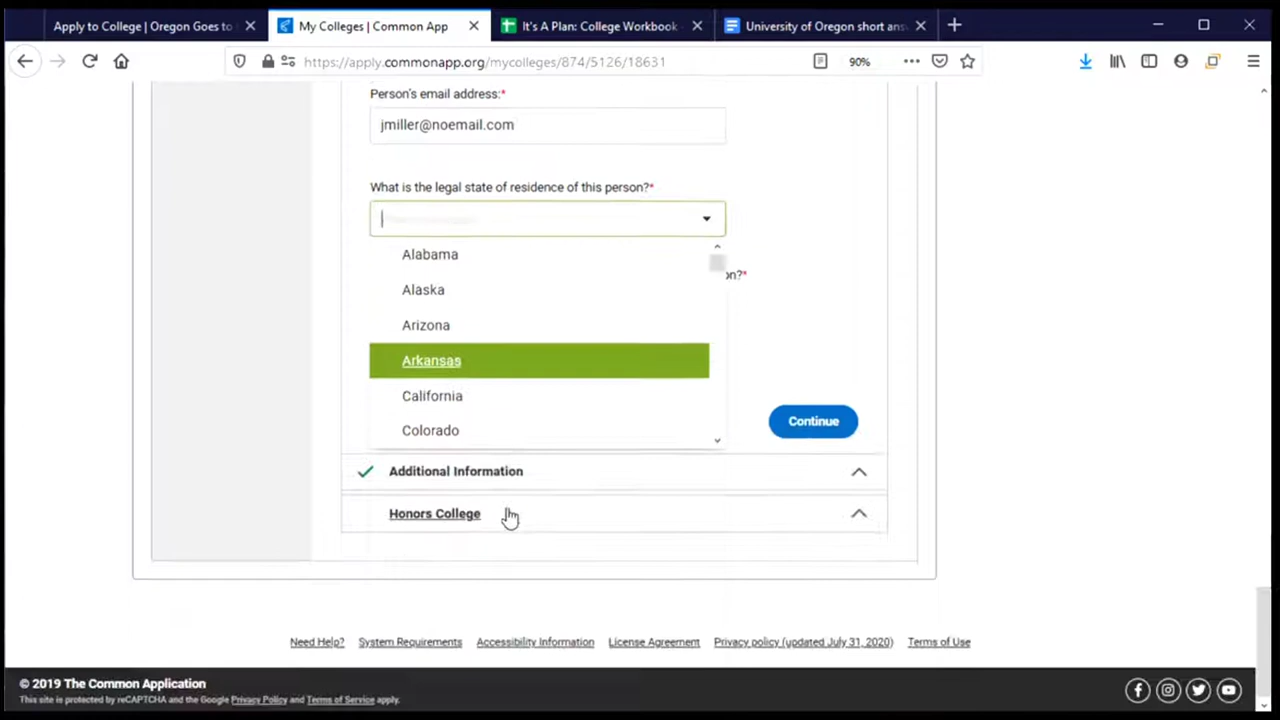 Apply to College | Oregon Goes to
My Colleges | Common App
It's A Plan: College Workbook
University of Oregon short ans
https://apply.commonapp.org/mycolleges/874/5126/18631
90%
Person's email address:*
jmiller@noemail.com
What is the legal state of residence of this person?*
Alabama
on?*
Alaska
Arizona
Arkansas
California
Colorado
Continue
Additional Information
Honors College
Need Help? System Requirements Accessibility Information License Agreement Privacy policy (updated July 31, 2020) Terms of Use
© 2019 The Common Application
This site is protected by reCAPTCHA and the Google Privacy Policy and Terms of Service apply.